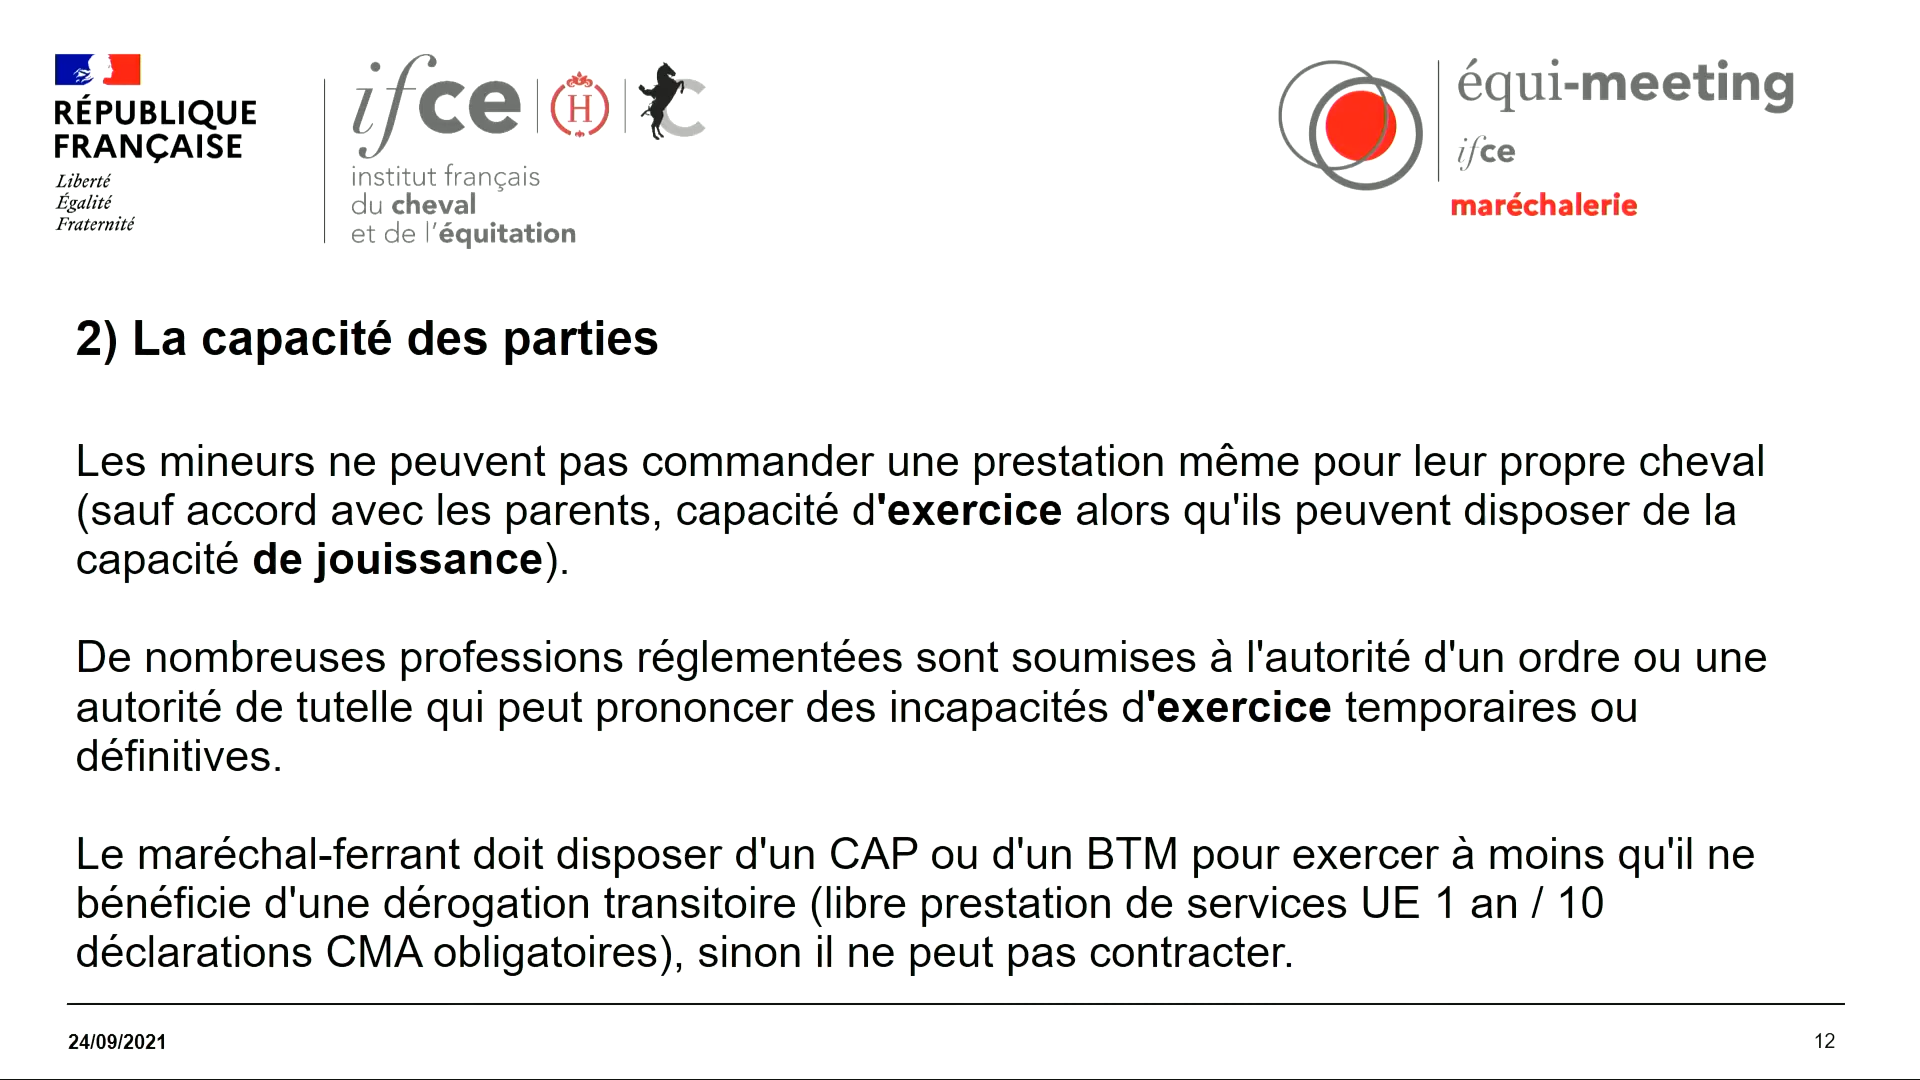 RÉPUBLIQUE
FRANÇAISE
Liberté
Égalité
Fraternité
ifce
H
C
institut français
du cheval
et de l'équitation
équi-meeting
ifce
maréchalerie
2) La capacité des parties
Les mineurs ne peuvent pas commander une prestation même pour leur propre cheval
(sauf accord avec les parents, capacité d'exercice alors qu'ils peuvent disposer de la
capacité de jouissance).
De nombreuses professions réglementées sont soumises à l'autorité d'un ordre ou une
autorité de tutelle qui peut prononcer des incapacités d'exercice temporaires ou
définitives.
Le maréchal-ferrant doit disposer d'un CAP ou d'un BTM pour exercer à moins qu'il ne
bénéficie d'une dérogation transitoire (libre prestation de services UE 1 an / 10
déclarations CMA obligatoires), sinon il ne peut pas contracter.
24/09/2021
12